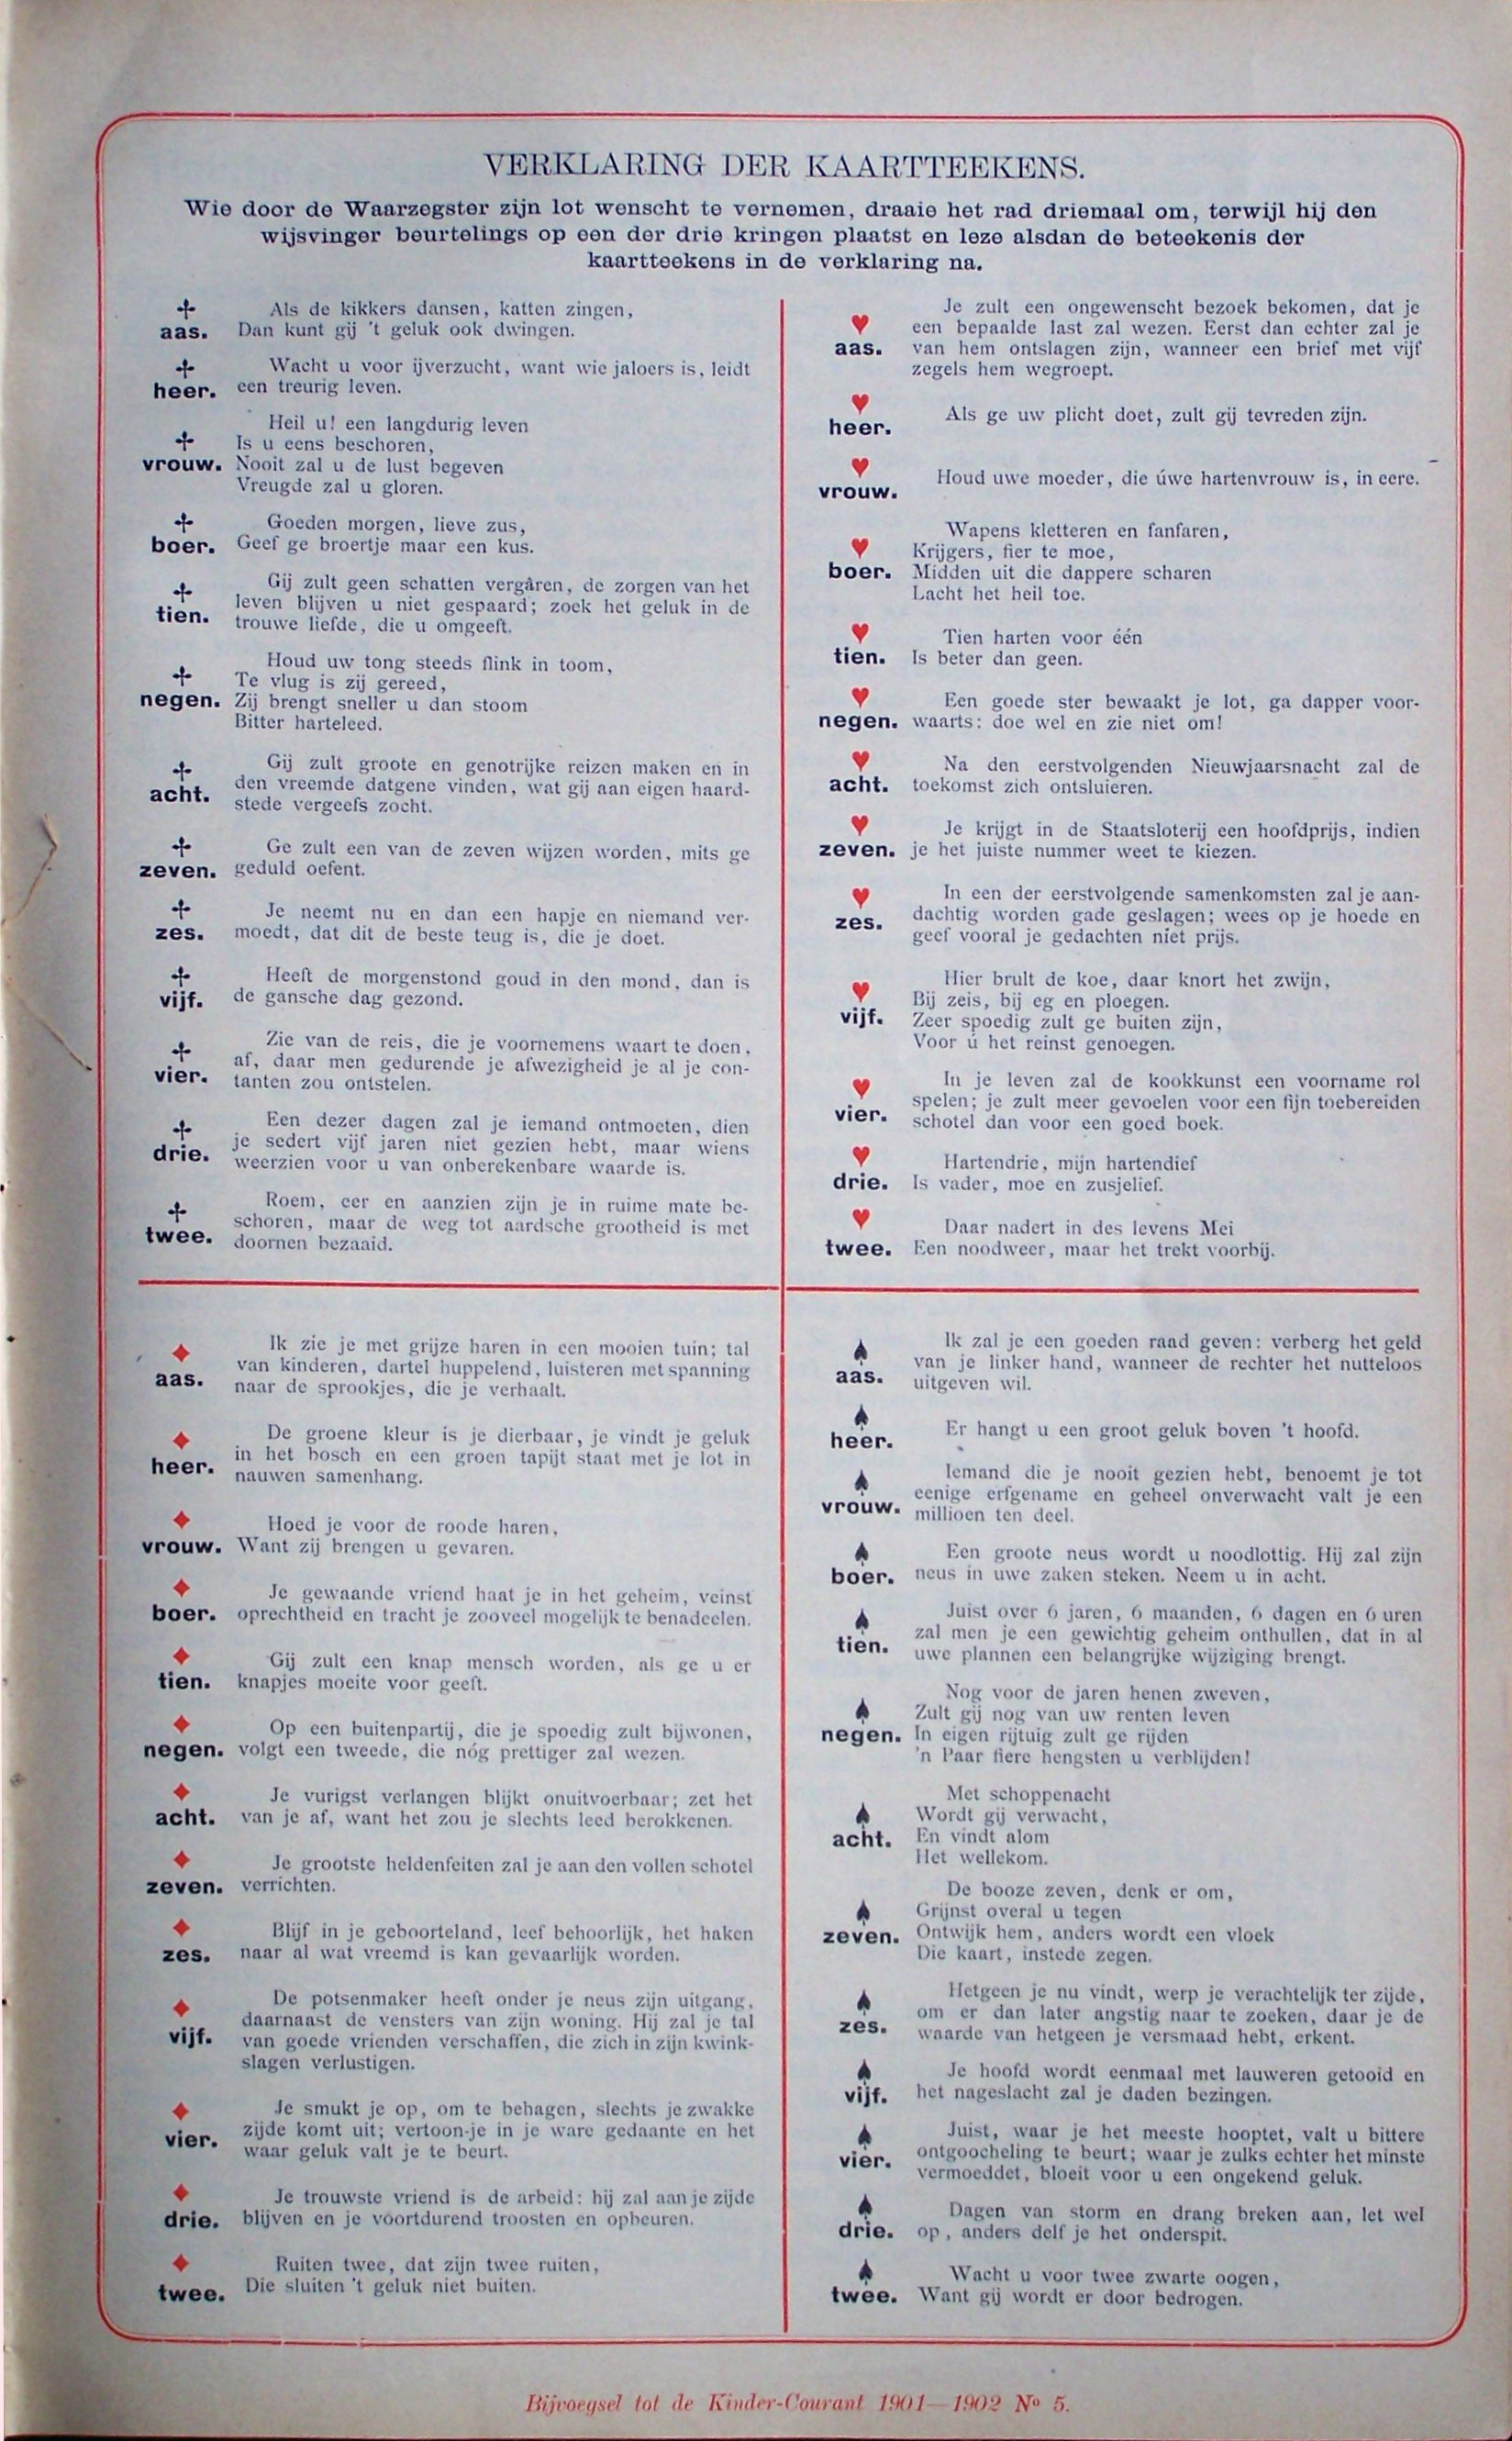 VERKLARING DER KAARTTEEKENS.
Wie door de Waarzegster zijn lot wenscht te vernemen, draaie het rad driemaal om, terwijl hij den
wijsvinger beurtelings op een der drie kringen plaatst en leze alsdan de beteekenis der
kaartteekens in de verklaring na.
♣ aas. Als de kikkers dansen, katten zingen,
Dan kunt gij 't geluk ook dwingen.
♣ heer. Wacht u voor ijverzucht, want wie jaloers is, leidt
een treurig leven.
♣ vrouw. Heil u! een langdurig leven
Is u eens beschoren,
Nooit zal u de lust begeven
Vreugde zal u gloren.
♣ boer. Goeden morgen, lieve zus,
Geef ge broertje maar een kus.
♣ tien. Gij zult geen schatten vergâren, de zorgen van het
leven blijven u niet gespaard; zoek het geluk in de
trouwe liefde, die u omgeeft.
♣ negen. Houd uw tong steeds flink in toom,
Te vlug is zij gereed,
Zij brengt sneller u dan stoom
Bitter harteleed.
♣ acht. Gij zult groote en genotrijke reizen maken en in
den vreemde datgene vinden, wat gij aan eigen haard-
stede vergeefs zocht.
♣ zeven. Ge zult een van de zeven wijzen worden, mits ge
geduld oefent.
♣ zes. Je neemt nu en dan een hapje en niemand ver-
moedt, dat dit de beste teug is, die je doet.
♣ vijf. Heeft de morgenstond goud in den mond, dan is
de gansche dag gezond.
♣ vier. Zie van de reis, die je voornemens waart te doen,
af, daar men gedurende je afwezigheid je al je con-
tanten zou ontstelen.
♣ drie. Een dezer dagen zal je iemand ontmoeten, dien
je sedert vijf jaren niet gezien hebt, maar wiens
weerzien voor u van onberekenbare waarde is.
♣ twee. Roem, eer en aanzien zijn je in ruime mate be-
schoren, maar de weg tot aardsche grootheid is met
doornen bezaaid.
♥ aas. Je zult een ongewenscht bezoek bekomen, dat je
een bepaalde last zal wezen. Eerst dan echter zal je
van hem ontslagen zijn, wanneer een brief met vijf
zegels hem wegroept.
♥ heer. Als ge uw plicht doet, zult gij tevreden zijn.
♥ vrouw. Houd uwe moeder, die úwe hartenvrouw is, in eere.
♥ boer. Wapens kletteren en fanfaren,
Krijgers, fier te moe,
Midden uit die dappere scharen
Lacht het heil toe.
♥ tien. Tien harten voor één
Is beter dan geen.
♥ negen. Een goede ster bewaakt je lot, ga dapper voor-
waarts: doe wel en zie niet om!
♥ acht. Na den eerstvolgenden Nieuwjaarsnacht zal de
toekomst zich ontsluieren.
♥ zeven. Je krijgt in de Staatsloterij een hoofdprijs, indien
je het juiste nummer weet te kiezen.
♥ zes. In een der eerstvolgende samenkomsten zal je aan-
dachtig worden gade geslagen; wees op je hoede en
geef vooral je gedachten niet prijs.
♥ vijf. Hier brult de koe, daar knort het zwijn,
Bij zeis, bij eg en ploegen.
Zeer spoedig zult ge buiten zijn,
Voor ú het reinst genoegen.
♥ vier. In je leven zal de kookkunst een voorname rol
spelen; je zult meer gevoelen voor een fijn toebereiden
schotel dan voor een goed boek.
♥ drie. Hartendrie, mijn hartendief
Is vader, moe en zusjelief.
♥ twee. Daar nadert in des levens Mei
Een noodweer, maar het trekt voorbij.
♦ aas. Ik zie je met grijze haren in een mooien tuin; tal
van kinderen, dartel huppelend, luisteren met spanning
naar de sprookjes, die je verhaalt.
♦ heer. De groene kleur is je dierbaar, je vindt je geluk
in het bosch en een groen tapijt staat met je lot in
nauwen samenhang.
♦ vrouw. Hoed je voor de roode haren,
Want zij brengen u gevaren.
♦ boer. Je gewaande vriend haat je in het geheim, veinst
oprechtheid en tracht je zooveel mogelijk te benadeelen.
♦ tien. Gij zult een knap mensch worden, als ge u er
knapjes moeite voor geeft.
♦ negen. Op een buitenpartij, die je spoedig zult bijwonen,
volgt een tweede, die nóg prettiger zal wezen.
♦ acht. Je vurigst verlangen blijkt onuitvoerbaar; zet het
van je af, want het zou je slechts leed berokkenen.
♦ zeven. Je grootste heldenfeiten zal je aan den vollen schotel
verrichten.
♦ zes. Blijf in je geboorteland, leef behoorlijk, het haken
naar al wat vreemd is kan gevaarlijk worden.
♦ vijf. De potsenmaker heeft onder je neus zijn uitgang,
daarnaast de vensters van zijn woning. Hij zal je tal
van goede vrienden verschaffen, die zich in zijn kwink-
slagen verlustigen.
♦ vier. Je smukt je op, om te behagen, slechts je zwakke
zijde komt uit; vertoon-je in je ware gedaante en het
waar geluk valt je te beurt.
♦ drie. Je trouwste vriend is de arbeid: hij zal aan je zijde
blijven en je voortdurend troosten en opbeuren.
♦ twee. Ruiten twee, dat zijn twee ruiten,
Die sluiten 't geluk niet buiten.
♠ aas. Ik zal je een goeden raad geven: verberg het geld
van je linker hand, wanneer de rechter het nutteloos
uitgeven wil.
♠ heer. Er hangt u een groot geluk boven 't hoofd.
♠ vrouw. Iemand die je nooit gezien hebt, benoemt je tot
eenige erfgename en geheel onverwacht valt je een
millioen ten deel.
♠ boer. Een groote neus wordt u noodlottig. Hij zal zijn
neus in uwe zaken steken. Neem u in acht.
♠ tien. Juist over 6 jaren, 6 maanden, 6 dagen en 6 uren
zal men je een gewichtig geheim onthullen, dat in al
uwe plannen een belangrijke wijziging brengt.
♠ negen. Nog voor de jaren henen zweven,
Zult gij nog van uw renten leven
In eigen rijtuig zult ge rijden
'n Paar fiere hengsten u verblijden!
♠ acht. Met schoppenacht
Wordt gij verwacht,
En vindt alom
Het wellekom.
♠ zeven. De booze zeven, denk er om,
Grijnst overal u tegen
Ontwijk hem, anders wordt een vloek
Die kaart, instede zegen.
♠ zes. Hetgeen je nu vindt, werp je verachtelijk ter zijde,
om er dan later angstig naar te zoeken, daar je de
waarde van hetgeen je versmaad hebt, erkent.
♠ vijf. Je hoofd wordt eenmaal met lauweren getooid en
het nageslacht zal je daden bezingen.
♠ vier. Juist, waar je het meeste hooptet, valt u bittere
ontgoocheling te beurt; waar je zulks echter het minste
vermoeddet, bloeit voor u een ongekend geluk.
♠ drie. Dagen van storm en drang breken aan, let wel
op, anders delf je het onderspit.
♠ twee. Wacht u voor twee zwarte oogen,
Want gij wordt er door bedrogen.
Bijvoegsel tot de Kinder-Courant 1901—1902 No 5.